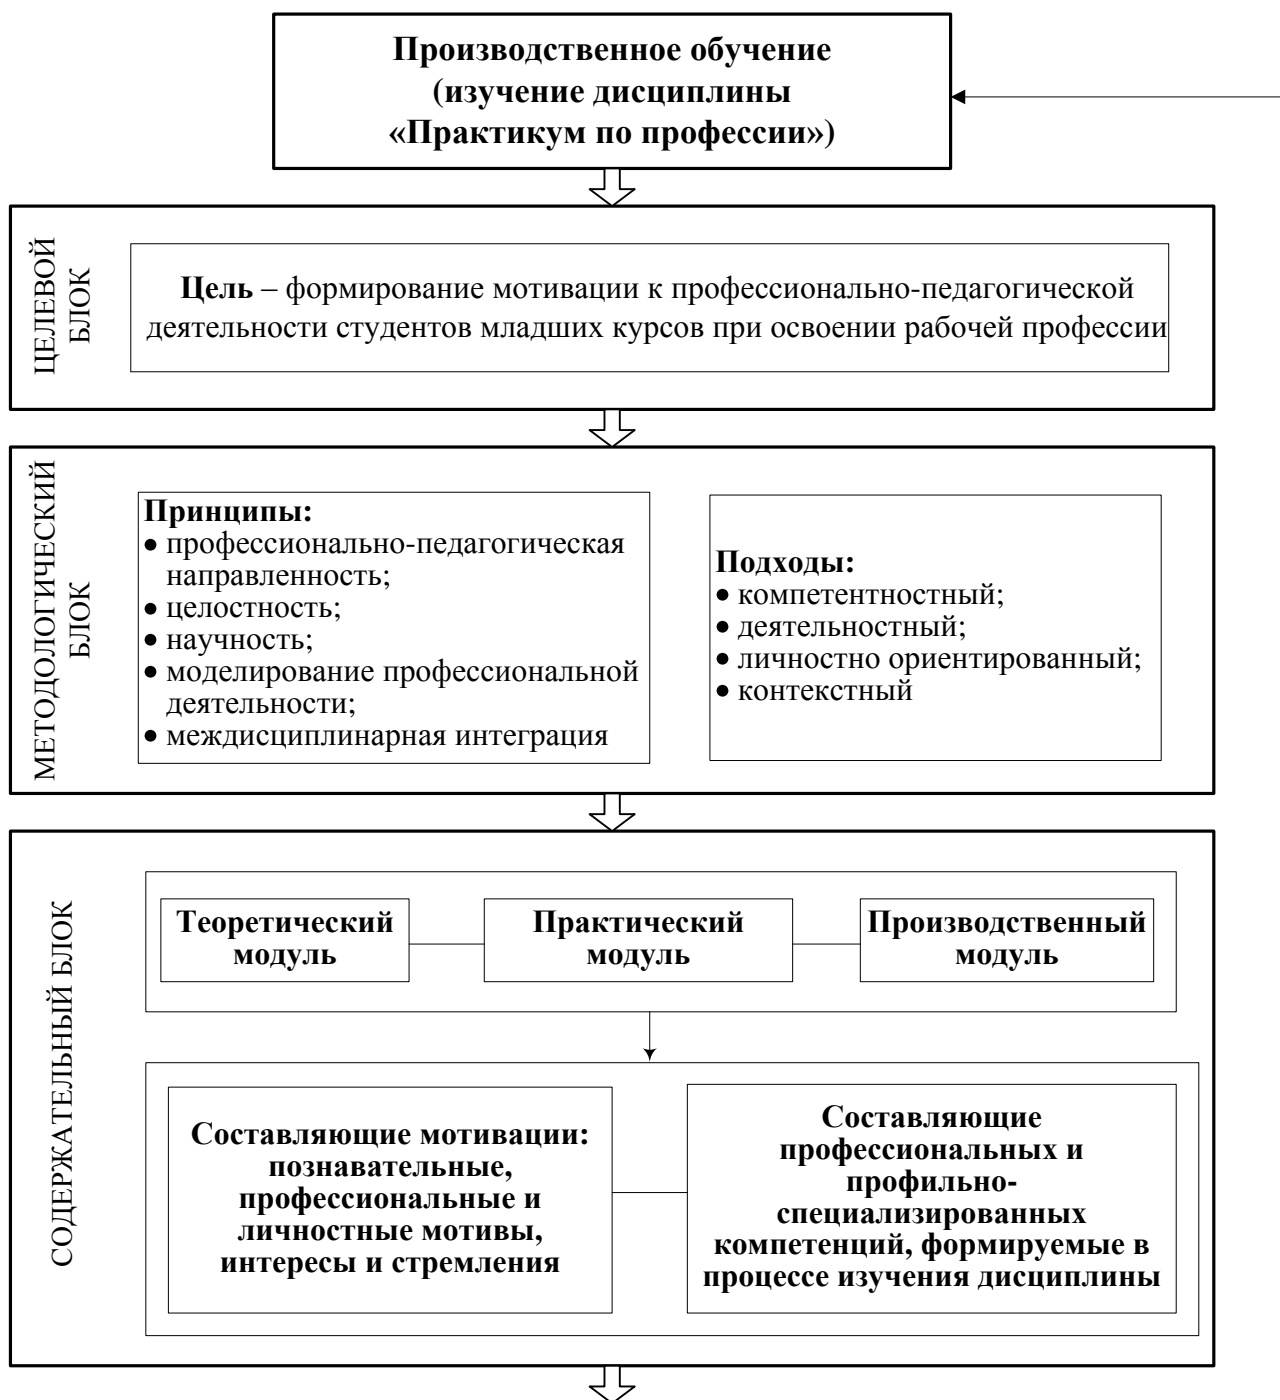 Производственное обучение
(изучение дисциплины
«Практикум по профессии»)
ЦЕЛЕВОЙ
БЛОК
Цель – формирование мотивации к профессионально-педагогической
деятельности студентов младших курсов при освоении рабочей профессии
МЕТОДОЛОГИЧЕСКИЙ
БЛОК
Принципы:
• профессионально-педагогическая
направленность;
• целостность;
• научность;
• моделирование профессиональной
деятельности;
• междисциплинарная интеграция
Подходы:
• компетентностный;
• деятельностный;
• личностно ориентированный;
• контекстный
СОДЕРЖАТЕЛЬНЫЙ БЛОК
Теоретический
модуль
Практический
модуль
Производственный
модуль
Составляющие мотивации:
познавательные,
профессиональные и
личностные мотивы,
интересы и стремления
Составляющие
профессиональных и
профильно-
специализированных
компетенций, формируемые в
процессе изучения дисциплины